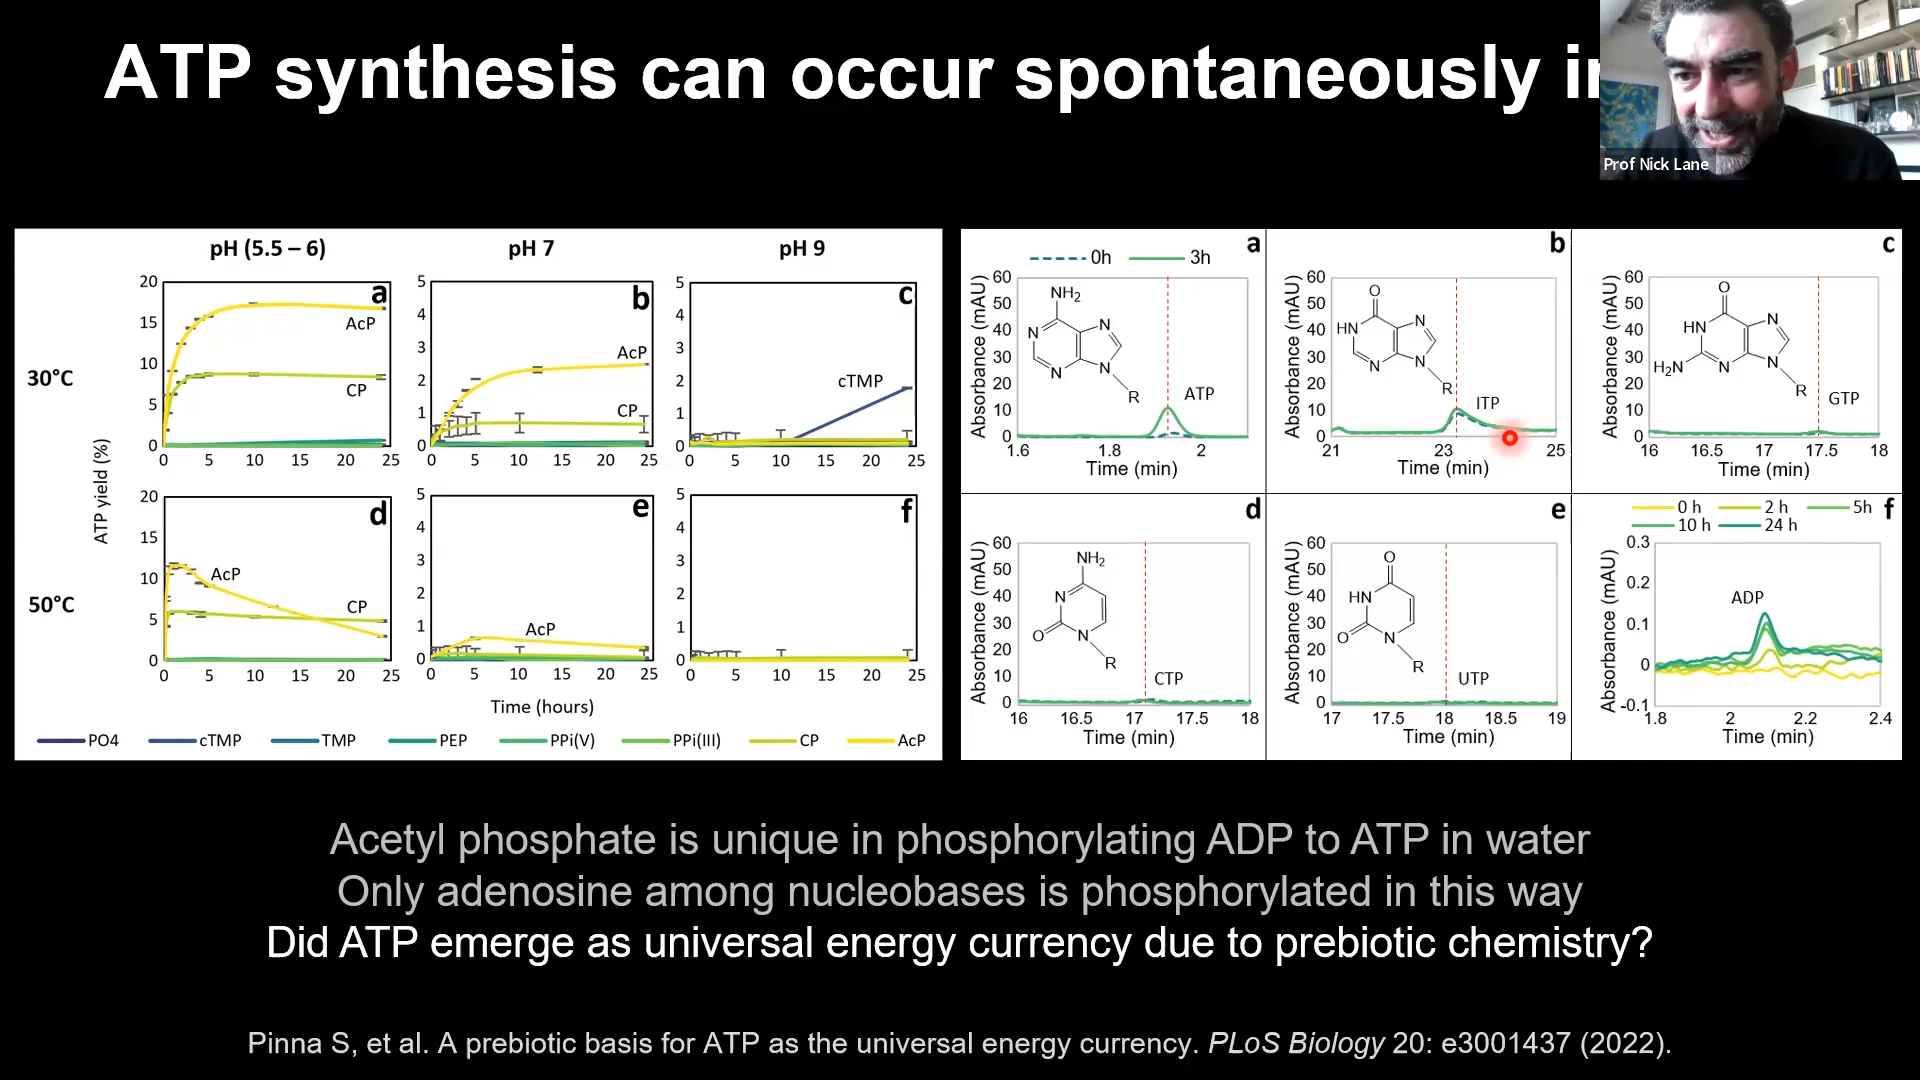 ATP synthesis can occur spontaneously in
Prof Nick Lane
pH (5.5 – 6)
pH 7
pH 9
30°C
50°C
ATP yield (%)
a
20
15
10
5
0
AcP
CP
0 5 10 15 20 25
b
5
4
3
2
1
0
AcP
CP
0 5 10 15 20 25
c
5
4
3
2
1
0
cTMP
0 5 10 15 20 25
d
20
15
10
5
0
AcP
CP
0 5 10 15 20 25
e
5
4
3
2
1
0
AcP
0 5 10 15 20 25
f
5
4
3
2
1
0
0 5 10 15 20 25
Time (hours)
PO4 cTMP TMP PEP PPi(V) PPi(III) CP AcP
a
0h 3h
Absorbance (mAU)
60
50
40
30
20
10
0
NH2
N
N
N
N
R
ATP
1.6 1.8 2
Time (min)
b
Absorbance (mAU)
60
50
40
30
20
10
0
O
HN
N
N
N
R
ITP
21 23 25
Time (min)
c
Absorbance (mAU)
60
50
40
30
20
10
0
O
HN
N
H2N
N
N
R
GTP
16 16.5 17 17.5 18
Time (min)
d
Absorbance (mAU)
60
50
40
30
20
10
0
NH2
N
O
N
R
CTP
16 16.5 17 17.5 18
Time (min)
e
Absorbance (mAU)
60
50
40
30
20
10
0
O
HN
O
N
R
UTP
17 17.5 18 18.5 19
Time (min)
f
0 h 2 h 5h
10 h 24 h
Absorbance (mAU)
0.3
0.2
0.1
0
-0.1
ADP
1.8 2 2.2 2.4
Time (min)
Acetyl phosphate is unique in phosphorylating ADP to ATP in water
Only adenosine among nucleobases is phosphorylated in this way
Did ATP emerge as universal energy currency due to prebiotic chemistry?
Pinna S, et al. A prebiotic basis for ATP as the universal energy currency. PLoS Biology 20: e3001437 (2022).